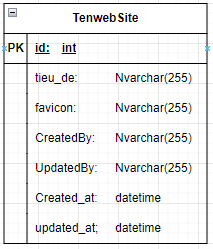 TenwebSite
PK id: int
tieu_de: Nvarchar(255)
favicon: Nvarchar(255)
CreatedBy: Nvarchar(255)
UpdatedBy: Nvarchar(255)
Created_at: datetime
updated_at; datetime